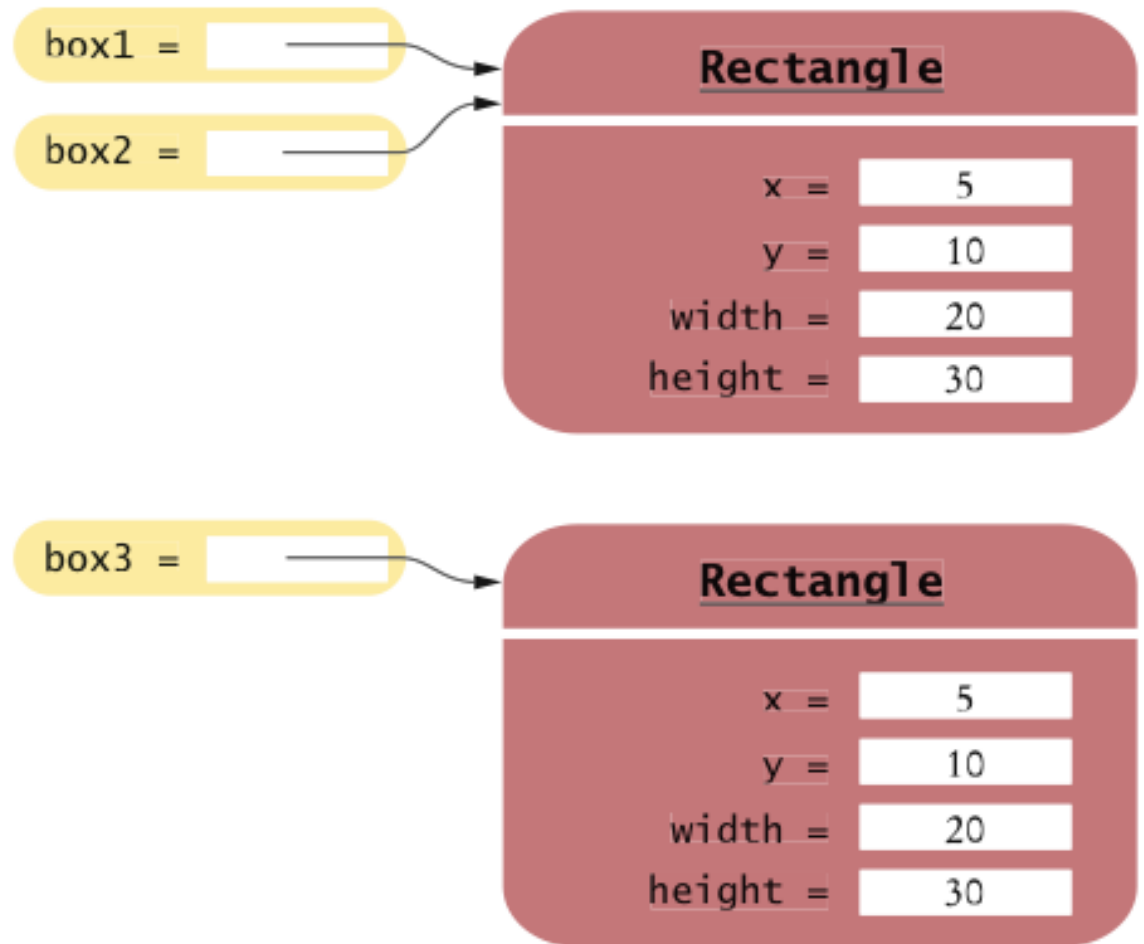 box1 =
Rectangle
box2 =
x = 5
y = 10
width = 20
height = 30
box3 =
Rectangle
x = 5
y = 10
width = 20
height = 30